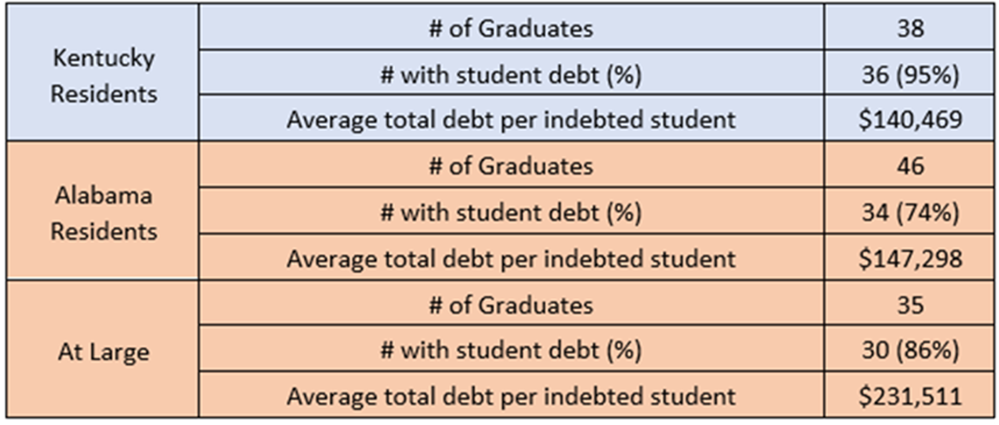 Kentucky
Residents
# of Graduates 38
# with student debt (%) 36 (95%)
Average total debt per indebted student $140,469
Alabama
Residents
# of Graduates 46
# with student debt (%) 34 (74%)
Average total debt per indebted student $147,298
At Large
# of Graduates 35
# with student debt (%) 30 (86%)
Average total debt per indebted student $231,511